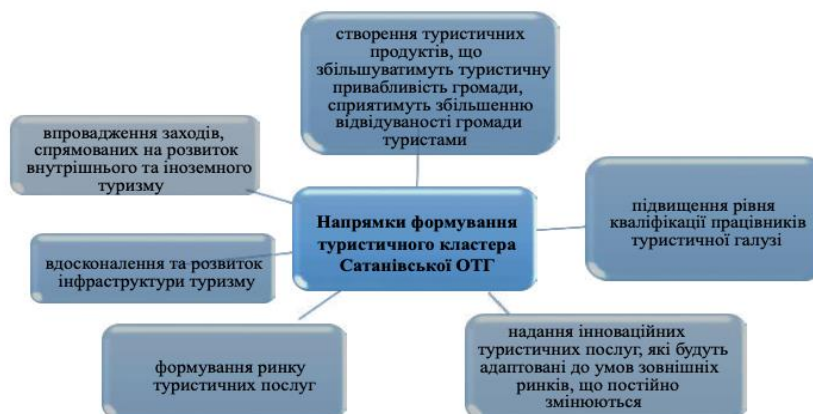 створення туристичних
продуктів, що
збільшуватимуть туристичну
привабливість громади,
сприятимуть збільшенню
відвідуваності громади
туристами
впровадження заходів,
спрямованих на розвиток
внутрішнього та іноземного
туризму
Напрямки формування
туристичного кластера
Сатанівської ОТГ
підвищення рівня
кваліфікації працівників
туристичної галузі
вдосконалення та розвиток
інфраструктури туризму
формування ринку
туристичних послуг
надання інноваційних
туристичних послуг, які будуть
адаптовані до умов зовнішніх
ринків, що постійно
змінюються